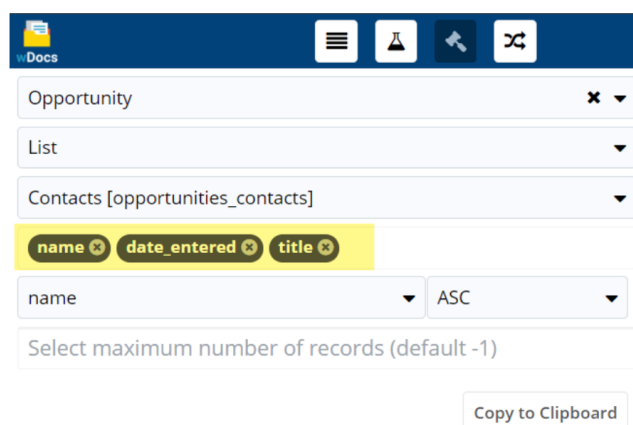 wDocs
Opportunity
List
Contacts [opportunities_contacts]
name date_entered title
name ASC
Select maximum number of records (default -1)
Copy to Clipboard